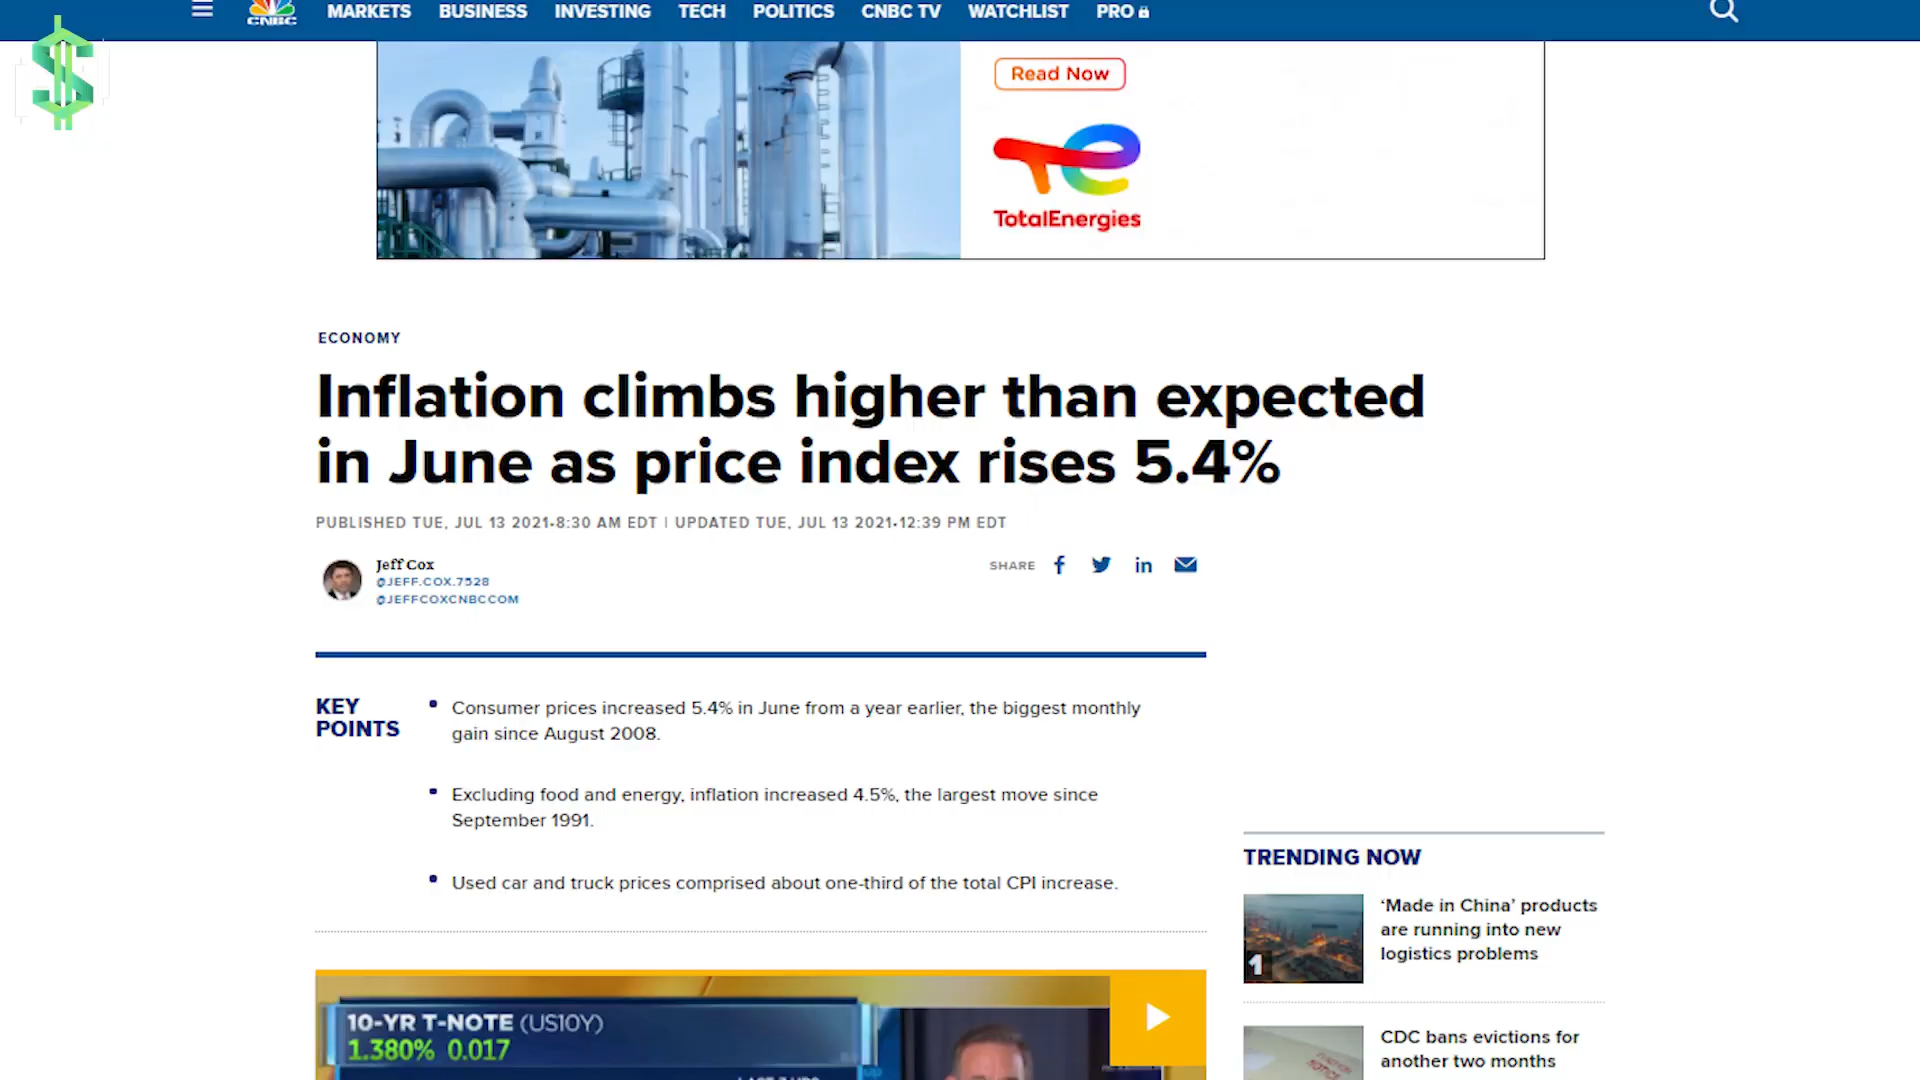 CNBC
MARKETS BUSINESS INVESTING TECH POLITICS CNBC TV WATCHLIST PRO
Read Now
TotalEnergies
ECONOMY
Inflation climbs higher than expected
in June as price index rises 5.4%
PUBLISHED TUE, JUL 13 2021•8:30 AM EDT | UPDATED TUE, JUL 13 2021•12:39 PM EDT
Jeff Cox
@JEFF.COX.7528
@JEFFCOXCNBCCOM
SHARE
KEY
POINTS
Consumer prices increased 5.4% in June from a year earlier, the biggest monthly
gain since August 2008.
Excluding food and energy, inflation increased 4.5%, the largest move since
September 1991.
Used car and truck prices comprised about one-third of the total CPI increase.
10-YR T-NOTE (US10Y)
1.380% 0.017
TRENDING NOW
1
‘Made in China’ products
are running into new
logistics problems
CDC bans evictions for
another two months